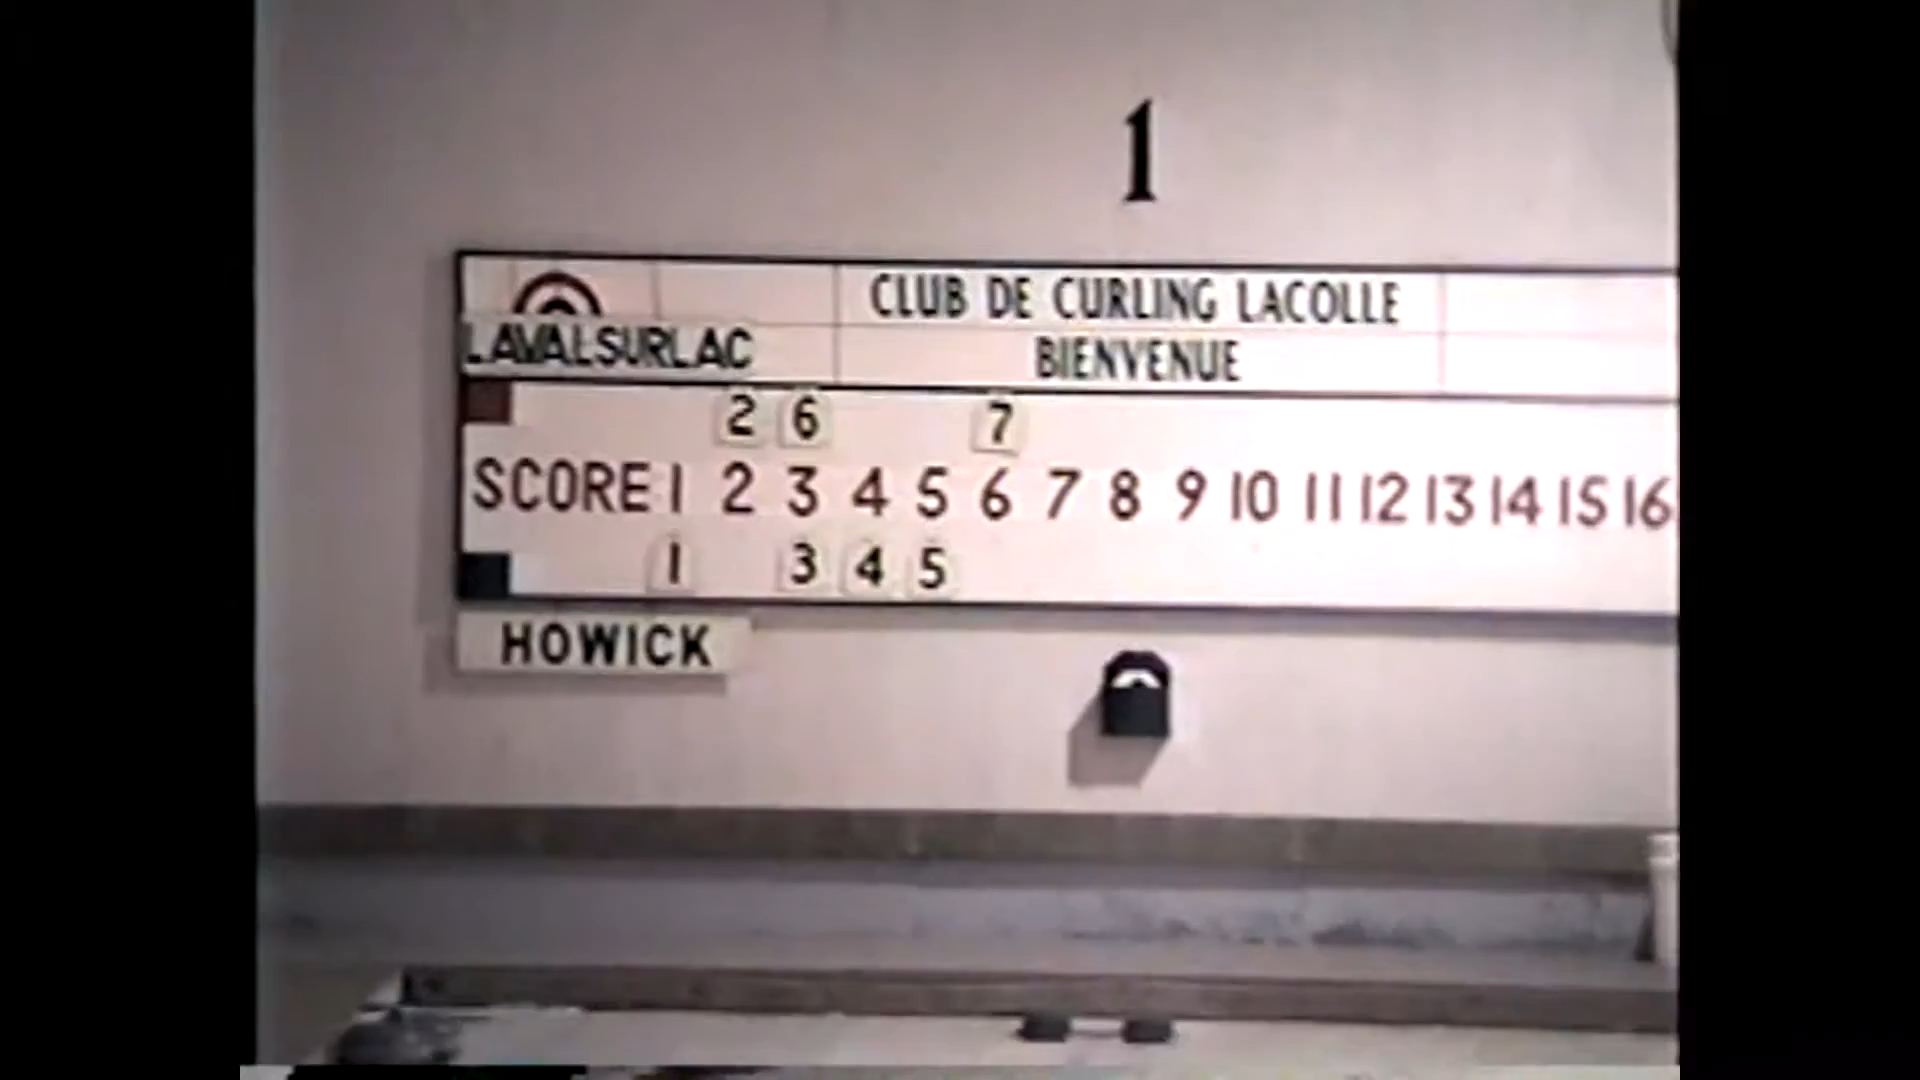 1
CLUB DE CURLING LACOLLE
LAVALSURLAC
BIENVENUE
2 6 7
SCORE 1 2 3 4 5 6 7 8 9 10 11 12 13 14 15 16
1 3 4 5
HOWICK